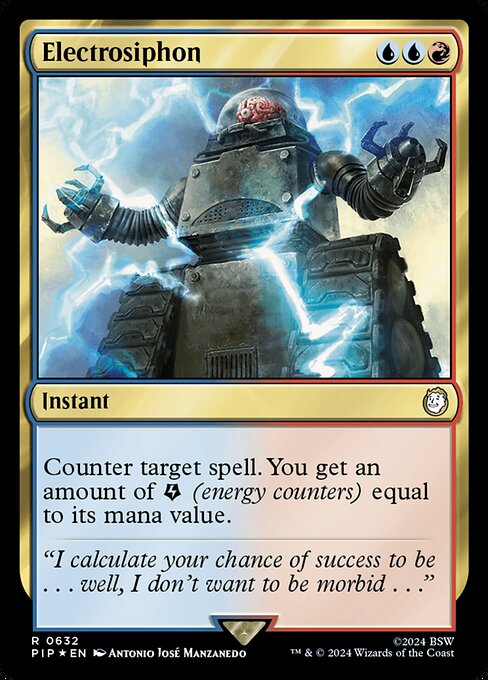 Electrosiphon
Instant
Counter target spell. You get an
amount of (energy counters) equal
to its mana value.
“I calculate your chance of success to be
. . . well, I don’t want to be morbid . . .”
R 0632 ©2024 BSW
PIP★EN Antonio José Manzanedo ™ & © 2024 Wizards of the Coast